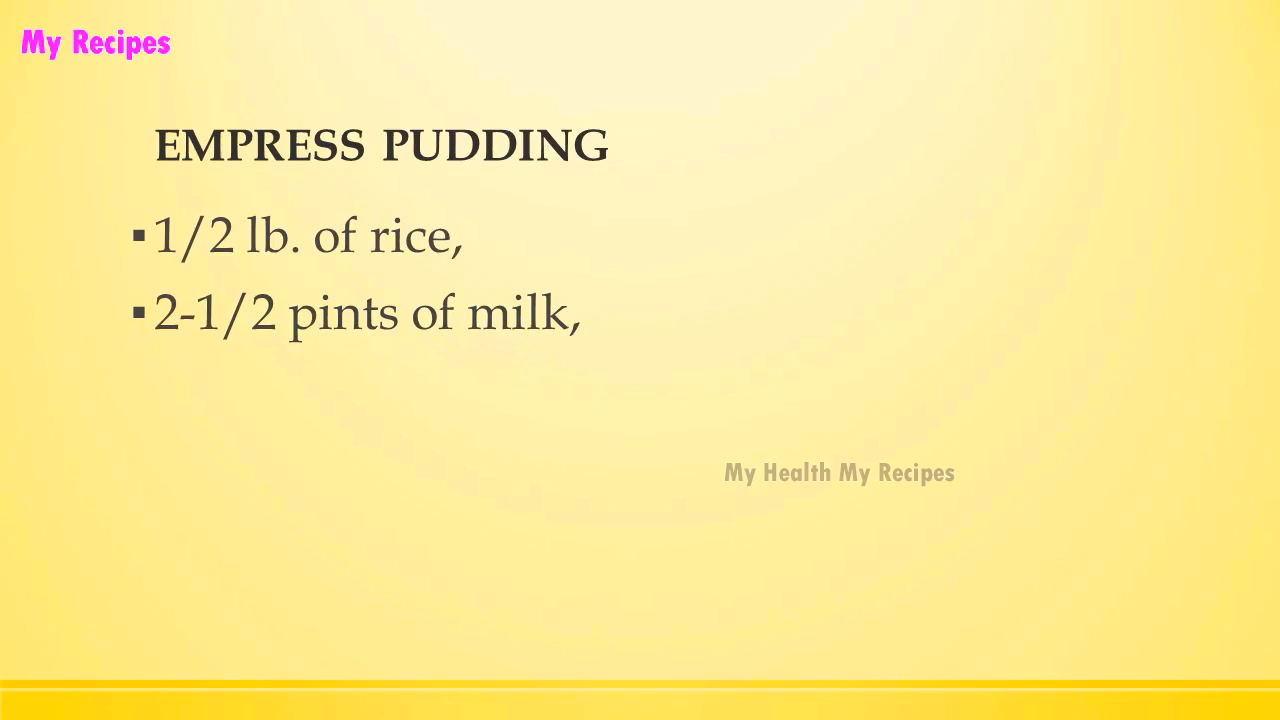 My Recipes
EMPRESS PUDDING
▪ 1/2 lb. of rice,
▪ 2-1/2 pints of milk,
My Health My Recipes